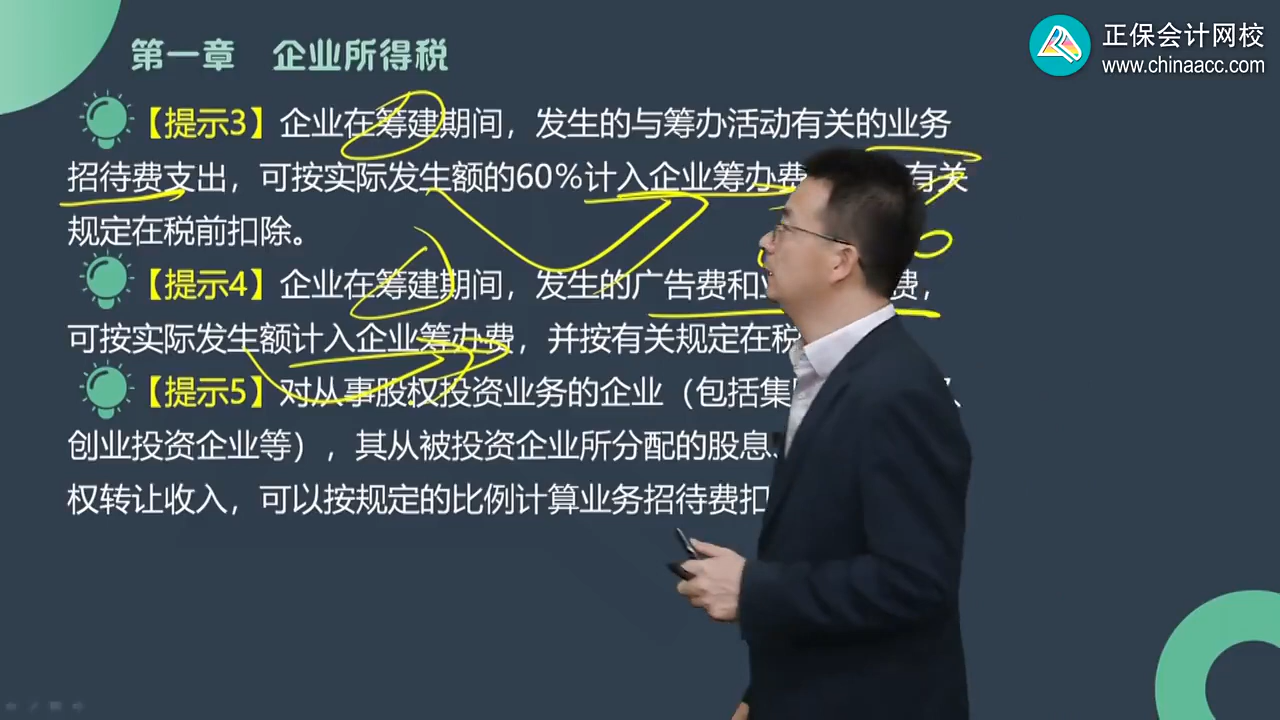 第一章 企业所得税
正保会计网校
www.chinaacc.com
【提示3】企业在筹建期间，发生的与筹办活动有关的业务
招待费支出，可按实际发生额的60%计入企业筹办费 有关
规定在税前扣除。
【提示4】企业在筹建期间，发生的广告费和 费，
可按实际发生额计入企业筹办费，并按有关规定在税
【提示5】对从事股权投资业务的企业（包括集
创业投资企业等），其从被投资企业所分配的股息、
权转让收入，可以按规定的比例计算业务招待费扣